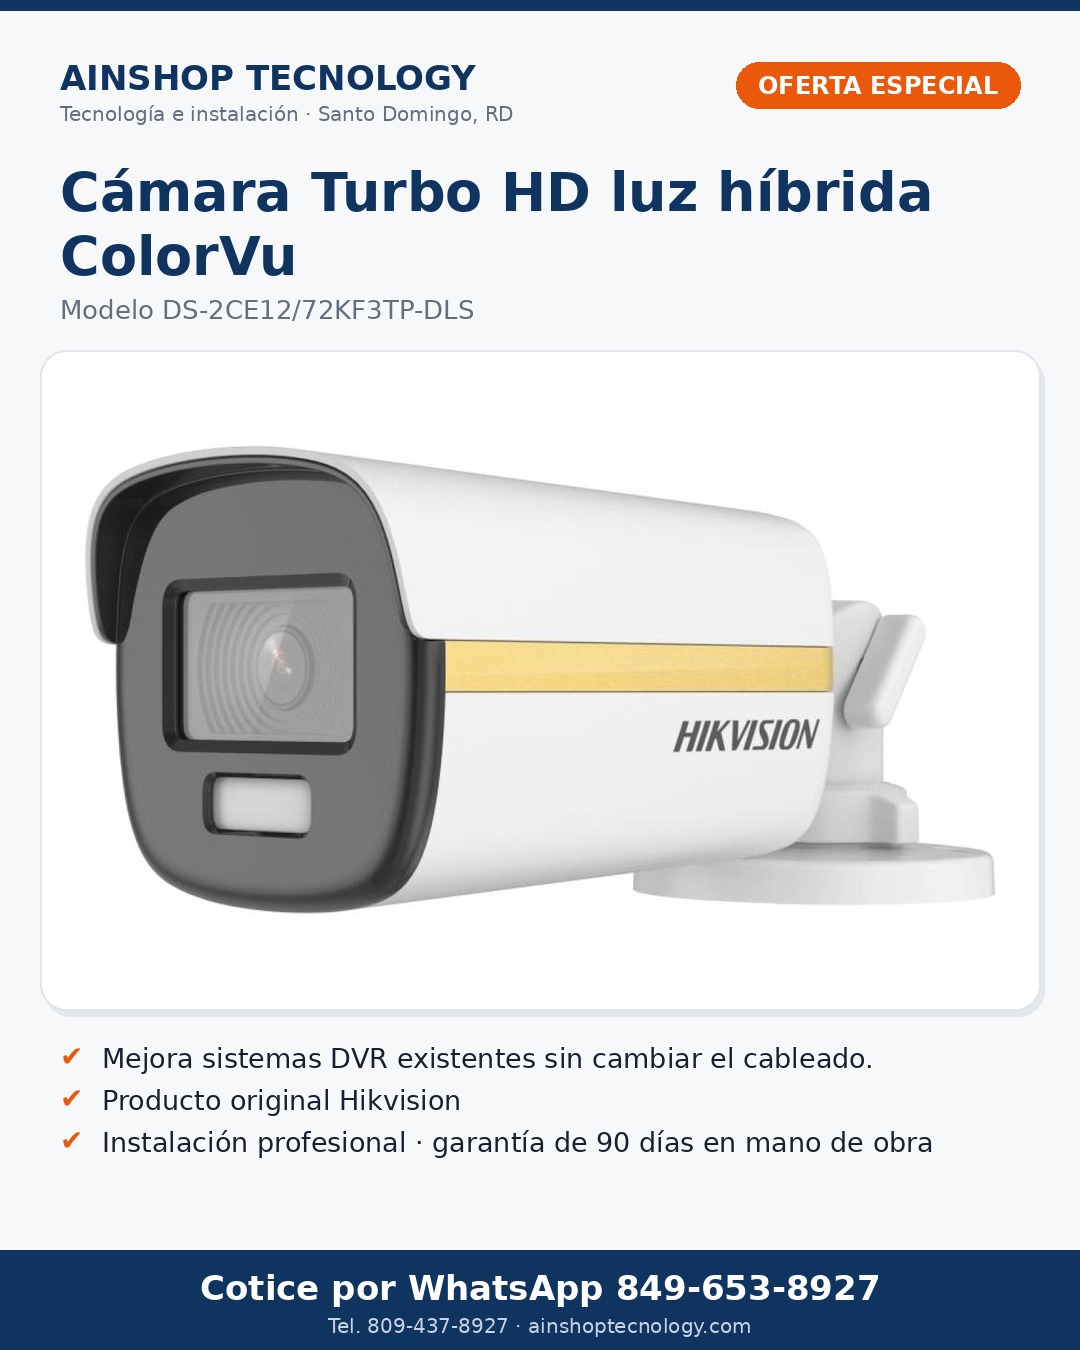 AINSHOP TECNOLOGY
OFERTA ESPECIAL
Tecnología e instalación · Santo Domingo, RD
Cámara Turbo HD luz híbrida
ColorVu
Modelo DS-2CE12/72KF3TP-DLS
HIKVISION
✔ Mejora sistemas DVR existentes sin cambiar el cableado.
✔ Producto original Hikvision
✔ Instalación profesional · garantía de 90 días en mano de obra
Cotice por WhatsApp 849-653-8927
Tel. 809-437-8927 · ainshoptecnology.com